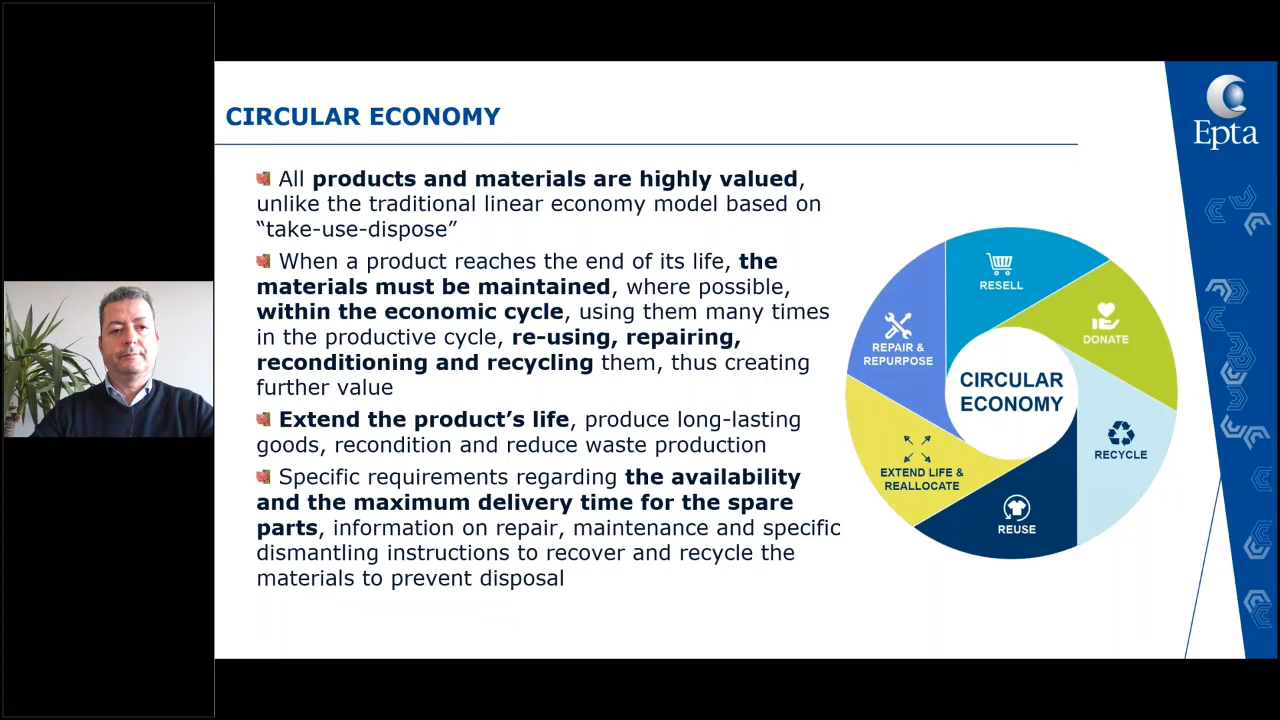 CIRCULAR ECONOMY
Epta
All products and materials are highly valued,
unlike the traditional linear economy model based on
“take-use-dispose”
When a product reaches the end of its life, the
materials must be maintained, where possible,
within the economic cycle, using them many times
in the productive cycle, re-using, repairing,
reconditioning and recycling them, thus creating
further value
Extend the product’s life, produce long-lasting
goods, recondition and reduce waste production
Specific requirements regarding the availability
and the maximum delivery time for the spare
parts, information on repair, maintenance and specific
dismantling instructions to recover and recycle the
materials to prevent disposal
RESELL
DONATE
RECYCLE
REUSE
EXTEND LIFE &
REALLOCATE
REPAIR &
REPURPOSE
CIRCULAR
ECONOMY